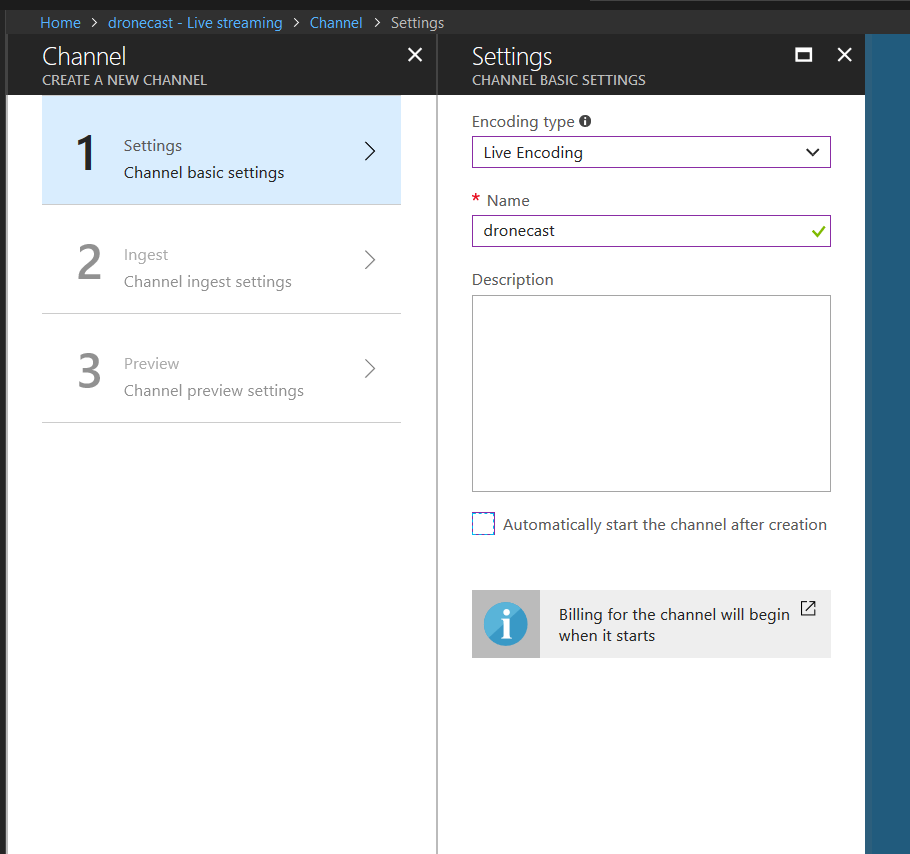 Home > dronecast - Live streaming > Channel > Settings
Channel
CREATE A NEW CHANNEL
1
Settings
Channel basic settings
2
Ingest
Channel ingest settings
3
Preview
Channel preview settings
Settings
CHANNEL BASIC SETTINGS
Encoding type
Live Encoding
* Name
dronecast
Description
Automatically start the channel after creation
Billing for the channel will begin
when it starts